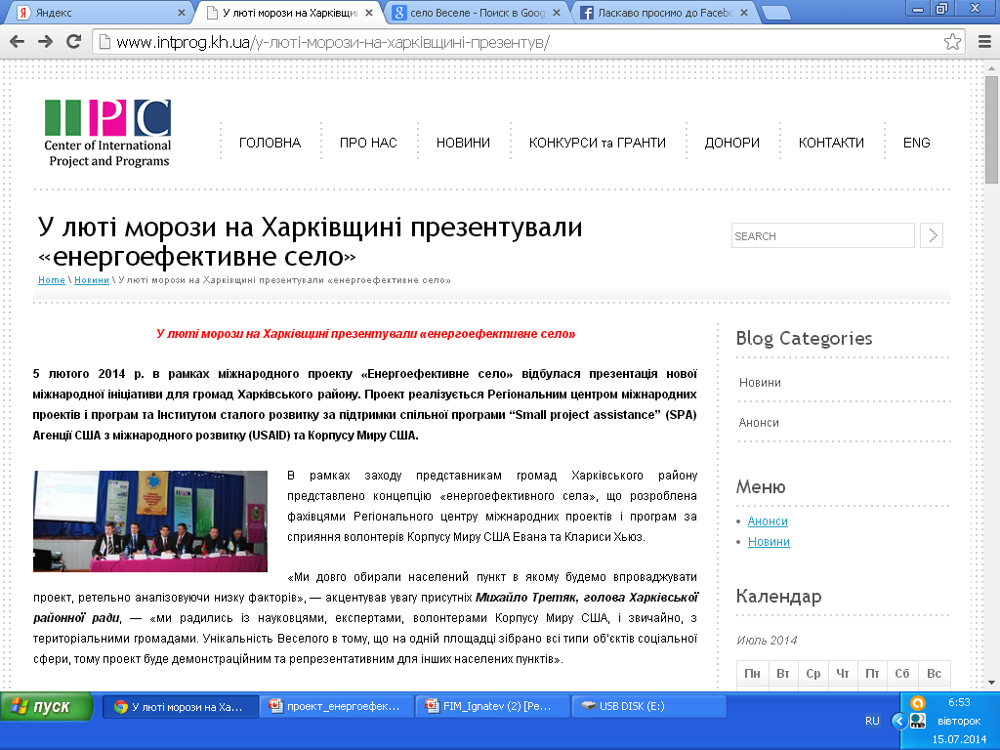 Яндекс
У люті морози на Харківщин
село Веселе - Поиск в Goog
Ласкаво просимо до Facebo
www.intprog.kh.ua/у-люті-морози-на-харківщині-презентув/
IIPC
Center of International
Project and Programs
ГОЛОВНА
ПРО НАС
НОВИНИ
КОНКУРСИ та ГРАНТИ
ДОНОРИ
КОНТАКТИ
ENG
У люті морози на Харківщині презентували
«енергоефективне село»
SEARCH
Home \ Новини \ У люті морози на Харківщині презентували «енергоефективне село»
У люті морози на Харківщині презентували «енергоефективне село»
5 лютого 2014 р. в рамках міжнародного проекту «Енергоефективне село» відбулася презентація нової
міжнародної ініціативи для громад Харківського району. Проект реалізується Регіональним центром міжнародних
проектів і програм та Інститутом сталого розвитку за підтримки спільної програми “Small project assistance” (SPA)
Агенції США з міжнародного розвитку (USAID) та Корпусу Миру США.
В рамках заходу представникам громад Харківського району
представлено концепцію «енергоефективного села», що розроблена
фахівцями Регіонального центру міжнародних проектів і програм за
сприяння волонтерів Корпусу Миру США Евана та Клариси Хьюз.
«Ми довго обирали населений пункт в якому будемо впроваджувати
проект, ретельно аналізовуючи низку факторів», — акцентував увагу присутніх Михайло Третяк, голова Харківської
районної ради, — «ми радились із науковцями, експертами, волонтерами Корпусу Миру США, і звичайно, з
територіальними громадами. Унікальність Веселого в тому, що на одній площадці зібрано всі типи об’єктів соціальної
сфери, тому проект буде демонстраційним та репрезентативним для інших населених пунктів».
Blog Categories
Новини
Анонси
Меню
Анонси
Новини
Календар
Июль 2014
Пн Вт Ср Чт Пт Сб Вс
пуск
У люті морози на Ха...
проект_енергоефек...
FIM_Ignatev (2) [Ре...
USB DISK (E:)
RU
6:53
вівторок
15.07.2014